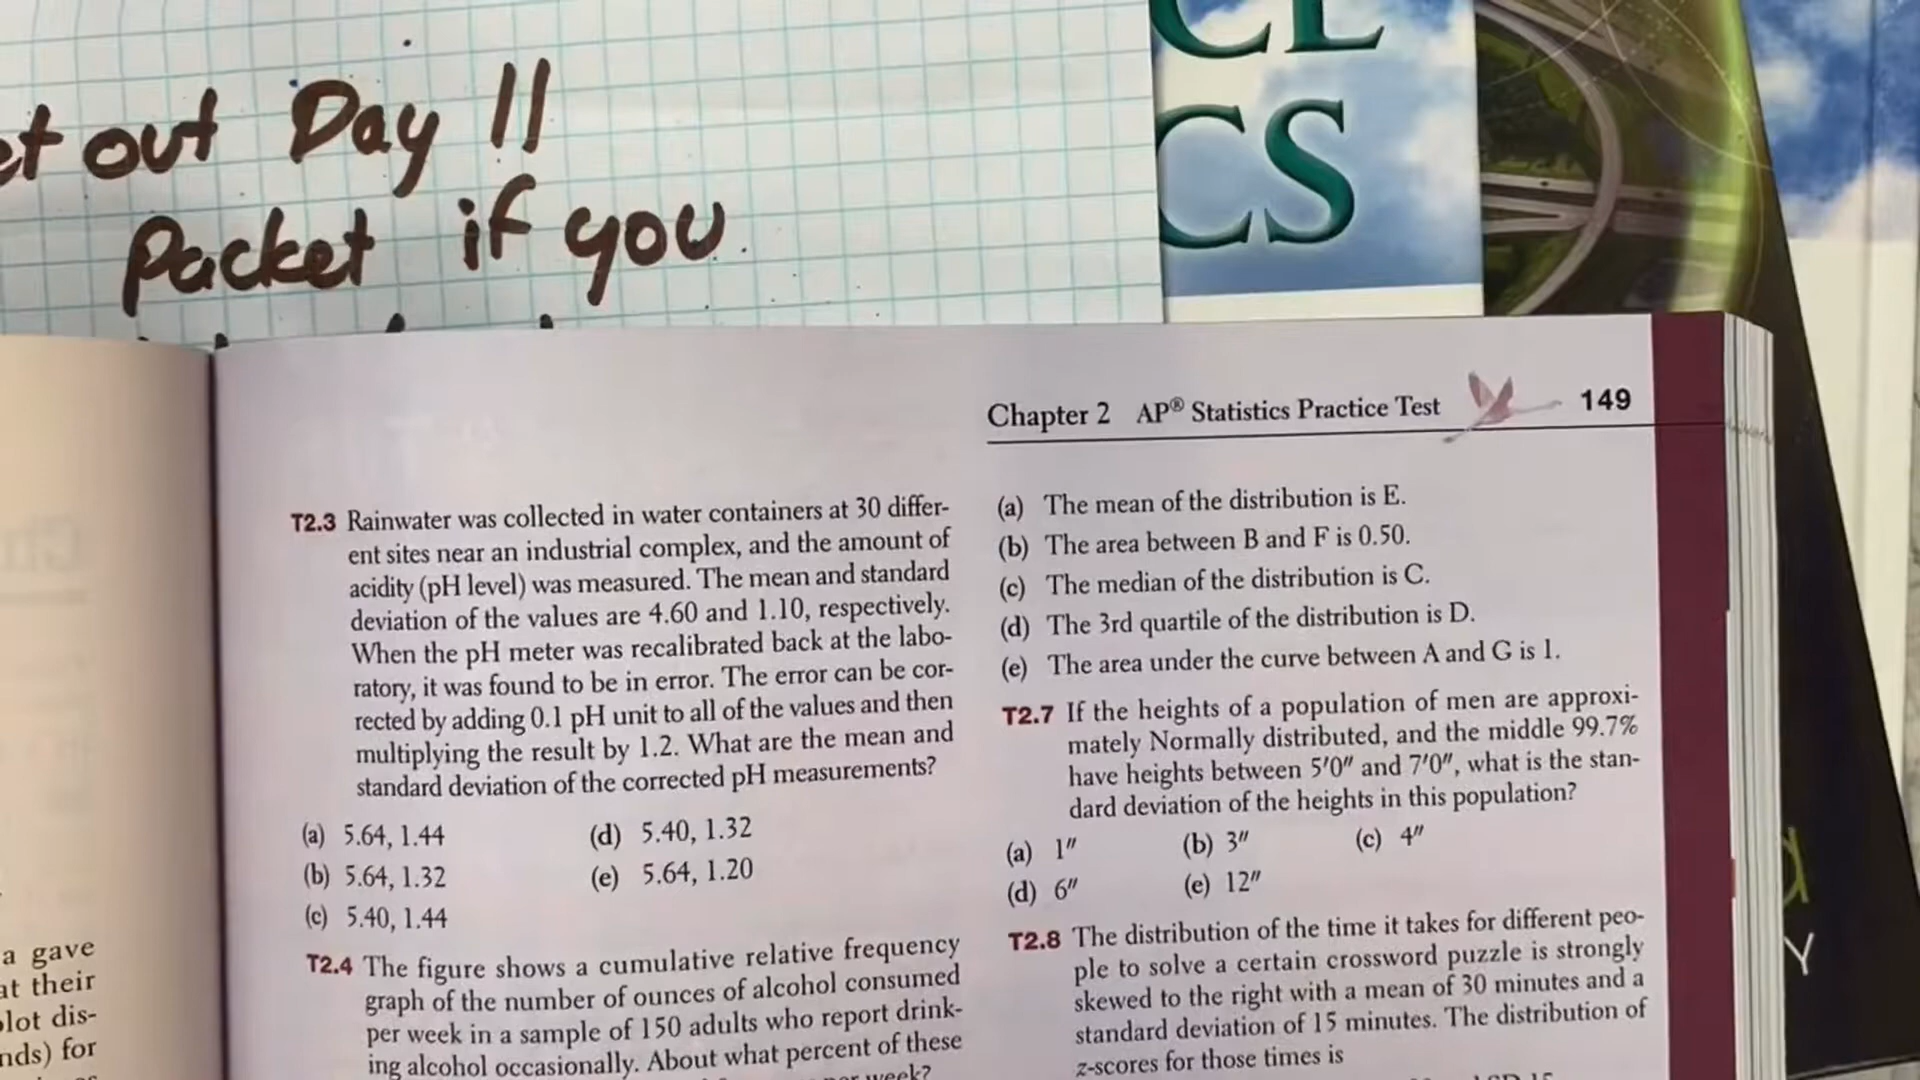 out Day !!
Packet if you
CS
Chapter 2 AP® Statistics Practice Test 149
T2.3 Rainwater was collected in water containers at 30 differ-
ent sites near an industrial complex, and the amount of
acidity (pH level) was measured. The mean and standard
deviation of the values are 4.60 and 1.10, respectively.
When the pH meter was recalibrated back at the labo-
ratory, it was found to be in error. The error can be cor-
rected by adding 0.1 pH unit to all of the values and then
multiplying the result by 1.2. What are the mean and
standard deviation of the corrected pH measurements?
(a) 5.64, 1.44 (d) 5.40, 1.32
(b) 5.64, 1.32 (e) 5.64, 1.20
(c) 5.40, 1.44
T2.4 The figure shows a cumulative relative frequency
graph of the number of ounces of alcohol consumed
per week in a sample of 150 adults who report drink-
ing alcohol occasionally. About what percent of these
week?
(a) The mean of the distribution is E.
(b) The area between B and F is 0.50.
(c) The median of the distribution is C.
(d) The 3rd quartile of the distribution is D.
(e) The area under the curve between A and G is 1.
T2.7 If the heights of a population of men are approxi-
mately Normally distributed, and the middle 99.7%
have heights between 5′0″ and 7′0″, what is the stan-
dard deviation of the heights in this population?
(a) 1″ (b) 3″ (c) 4″
(d) 6″ (e) 12″
T2.8 The distribution of the time it takes for different peo-
ple to solve a certain crossword puzzle is strongly
skewed to the right with a mean of 30 minutes and a
standard deviation of 15 minutes. The distribution of
z-scores for those times is
a gave
at their
plot dis-
nds) for